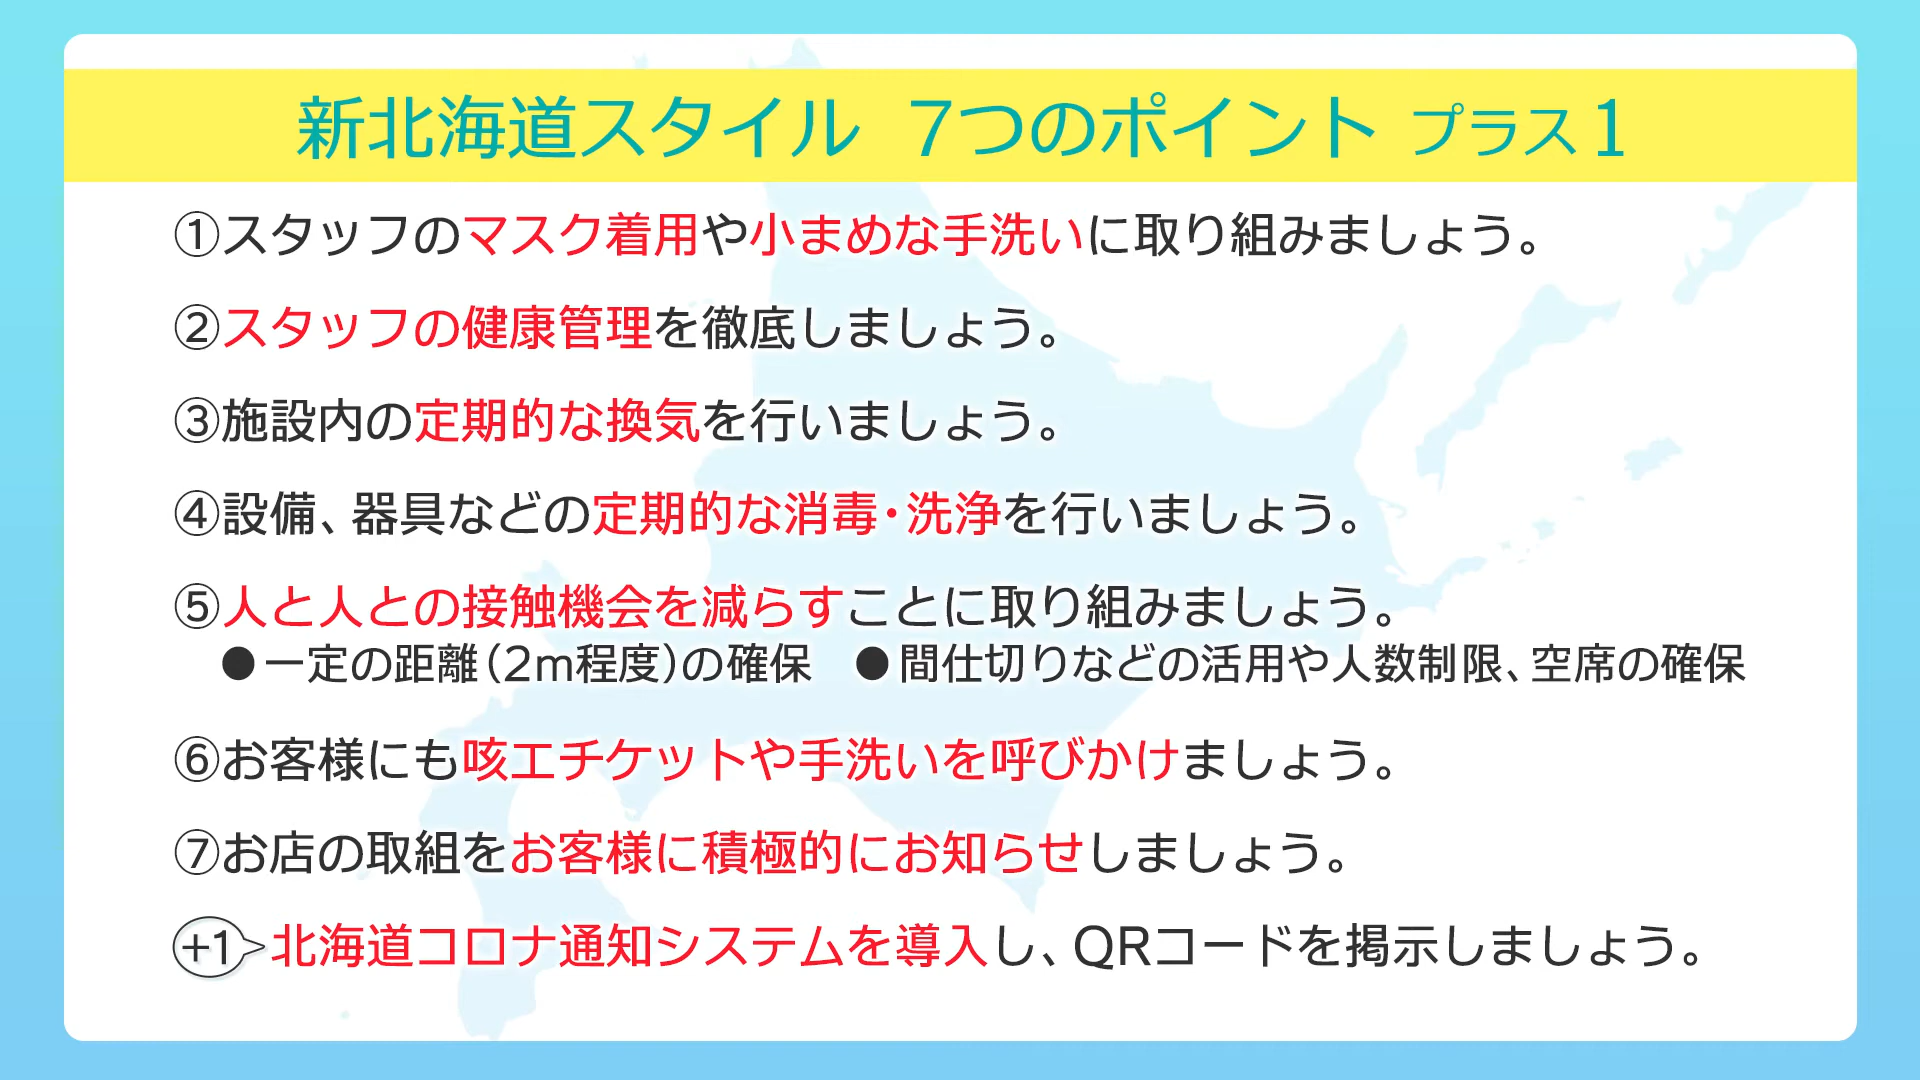 新北海道スタイル 7つのポイント プラス1
①スタッフのマスク着用や小まめな手洗いに取り組みましょう。
②スタッフの健康管理を徹底しましょう。
③施設内の定期的な換気を行いましょう。
④設備、器具などの定期的な消毒・洗浄を行いましょう。
⑤人と人との接触機会を減らすことに取り組みましょう。
●一定の距離(2m程度)の確保 ●間仕切りなどの活用や人数制限、空席の確保
⑥お客様にも咳エチケットや手洗いを呼びかけましょう。
⑦お店の取組をお客様に積極的にお知らせしましょう。
+1 北海道コロナ通知システムを導入し、QRコードを掲示しましょう。